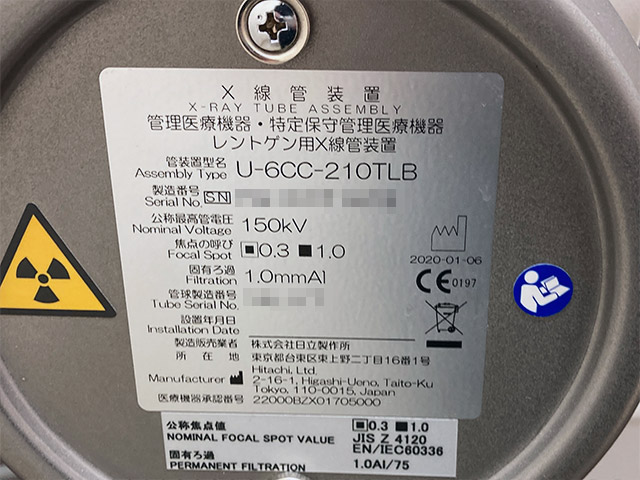 X線管装置
X-RAY TUBE ASSEMBLY
管理医療機器・特定保守管理医療機器
レントゲン用X線管装置
管装置型名
Assembly Type U-6CC-210TLB
製造番号
Serial No. SN
公称最高管電圧
Nominal Voltage 150kV
焦点の呼び
Focal Spot 0.3 1.0
固有ろ過
Filtration 1.0mmAl
管球製造番号
Tube Serial No.
2020-01-06
CE 0197
設置年月日
Installation Date
製造販売業者 株式会社日立製作所
所在地 東京都台東区東上野二丁目16番1号
Manufacturer Hitachi, Ltd.
2-16-1, Higashi-Ueno, Taito-Ku
Tokyo, 110-0015, Japan
医療機器承認番号 22000BZX01705000
公称焦点値 0.3 1.0
NOMINAL FOCAL SPOT VALUE JIS Z 4120
EN/IEC60336
固有ろ過
PERMANENT FILTRATION 1.0Al/75